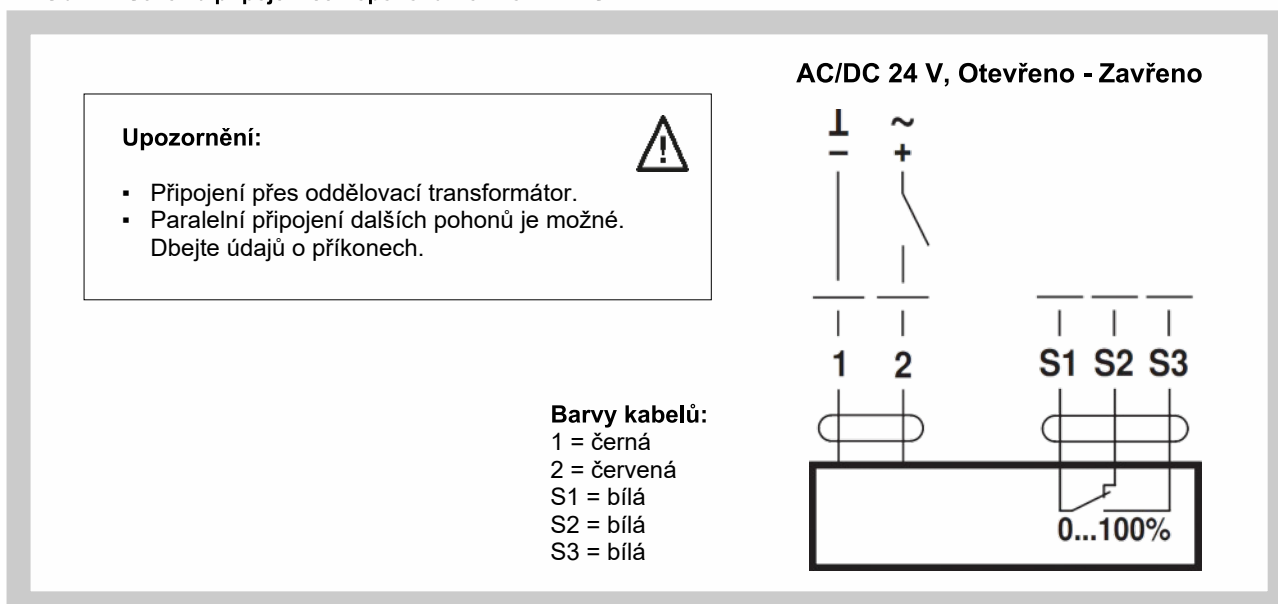 AC/DC 24 V, Otevřeno - Zavřeno
Upozornění:
▪ Připojení přes oddělovací transformátor.
▪ Paralelní připojení dalších pohonů je možné.
Dbejte údajů o příkonech.
⊥ ~
– +
1 2 S1 S2 S3
Barvy kabelů:
1 = černá
2 = červená
S1 = bílá
S2 = bílá
S3 = bílá
0...100%